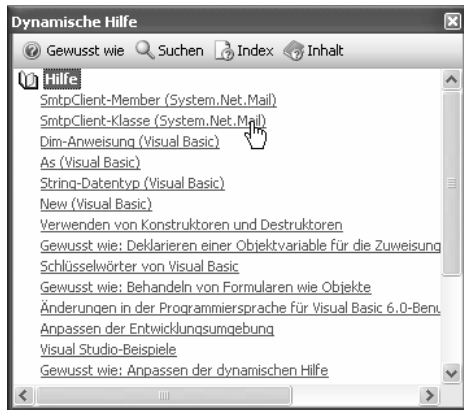 Dynamische Hilfe
Gewusst wie Suchen Index Inhalt
Hilfe
SmtpClient-Member (System.Net.Mail)
SmtpClient-Klasse (System.Net.Mail)
Dim-Anweisung (Visual Basic)
As (Visual Basic)
String-Datentyp (Visual Basic)
New (Visual Basic)
Verwenden von Konstruktoren und Destruktoren
Gewusst wie: Deklarieren einer Objektvariable für die Zuweisung
Schlüsselwörter von Visual Basic
Gewusst wie: Behandeln von Formularen wie Objekte
Änderungen in der Programmiersprache für Visual Basic 6.0-Benu
Anpassen der Entwicklungsumgebung
Visual Studio-Beispiele
Gewusst wie: Anpassen der dynamischen Hilfe